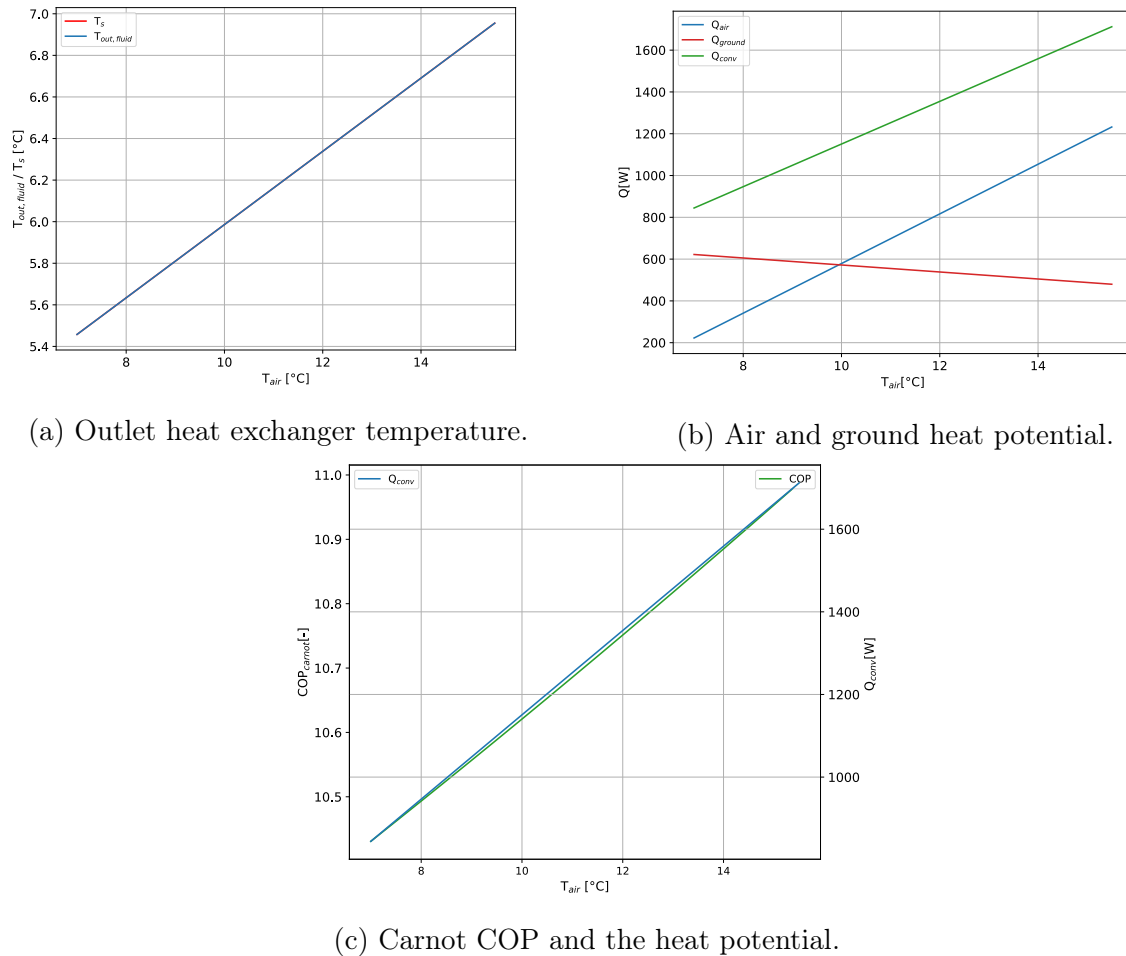 T_s
T_out,fluid
T_out,fluid / T_s [°C]
7.0
6.8
6.6
6.4
6.2
6.0
5.8
5.6
5.4
8 10 12 14
T_air [°C]
(a) Outlet heat exchanger temperature.
Q_air
Q_ground
Q_conv
Q[W]
1600
1400
1200
1000
800
600
400
200
8 10 12 14
T_air[°C]
(b) Air and ground heat potential.
Q_conv
COP
COP_carnot[-]
11.0
10.9
10.8
10.7
10.6
10.5
1600
1400
1200
1000
Q_conv[W]
8 10 12 14
T_air [°C]
(c) Carnot COP and the heat potential.